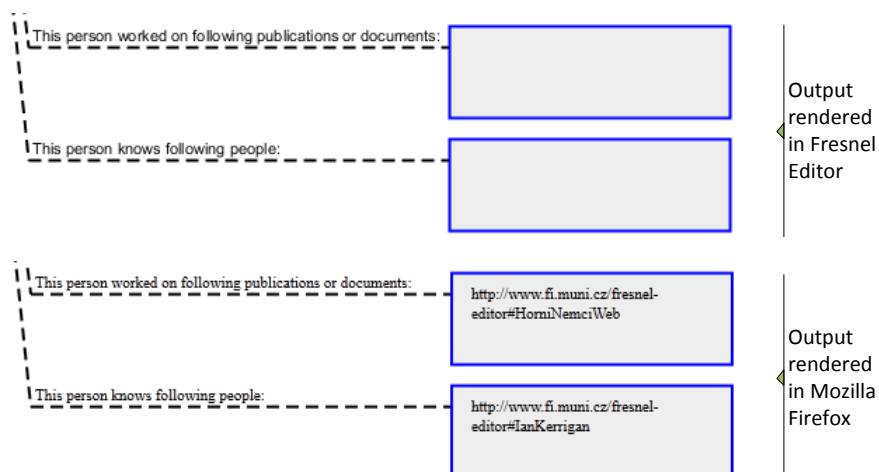 This person worked on following publications or documents:
This person knows following people:
Output
rendered
in Fresnel
Editor
This person worked on following publications or documents:
http://www.fi.muni.cz/fresnel-
editor#HorniNemciWeb
This person knows following people:
http://www.fi.muni.cz/fresnel-
editor#IanKerrigan
Output
rendered
in Mozilla
Firefox